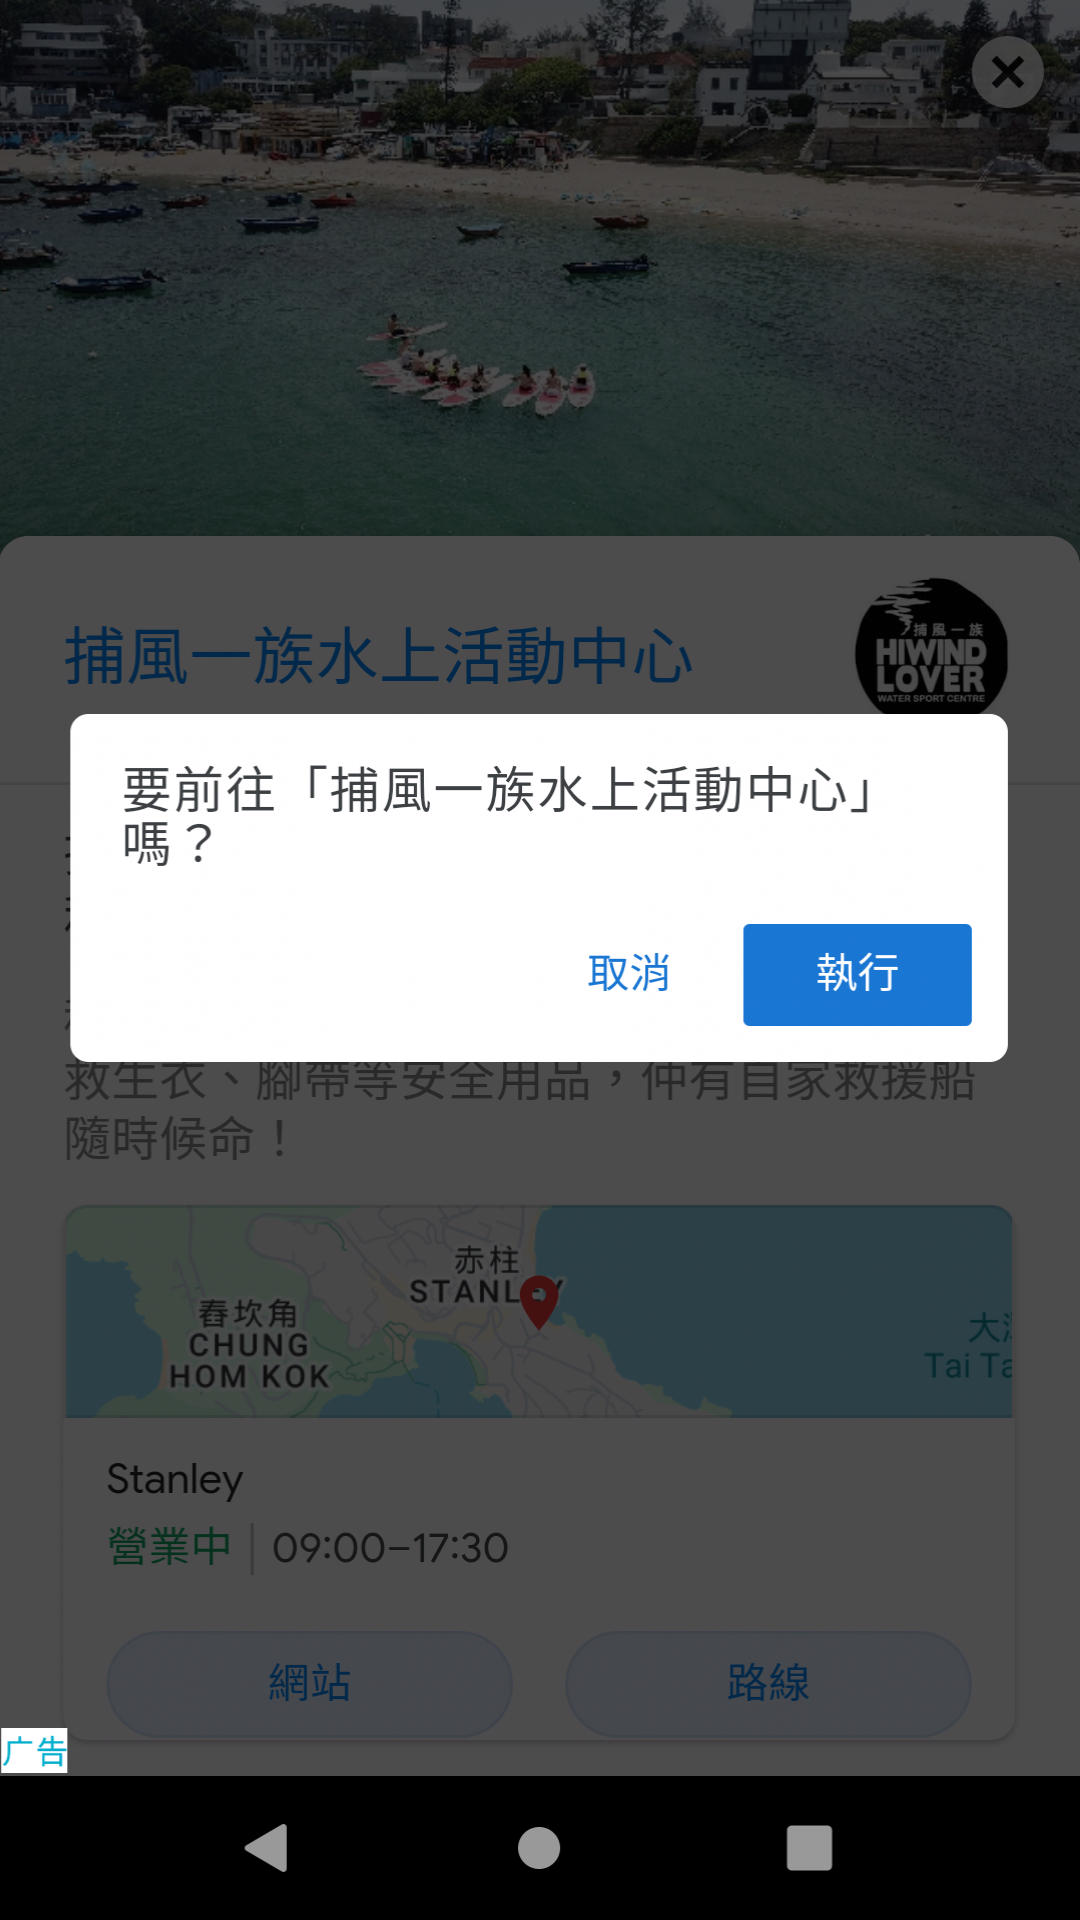 捕風一族水上活動中心
捕風一族
HIWIND
LOVER
WATER SPORT CENTRE
要前往「捕風一族水上活動中心」
嗎？
取消
執行
救生衣、腳帶等安全用品，仲有自家救援船
隨時候命！
赤柱
STANLEY
舂坎角
CHUNG
HOM KOK
Tai Ta
Stanley
營業中 | 09:00–17:30
網站
路線
广告